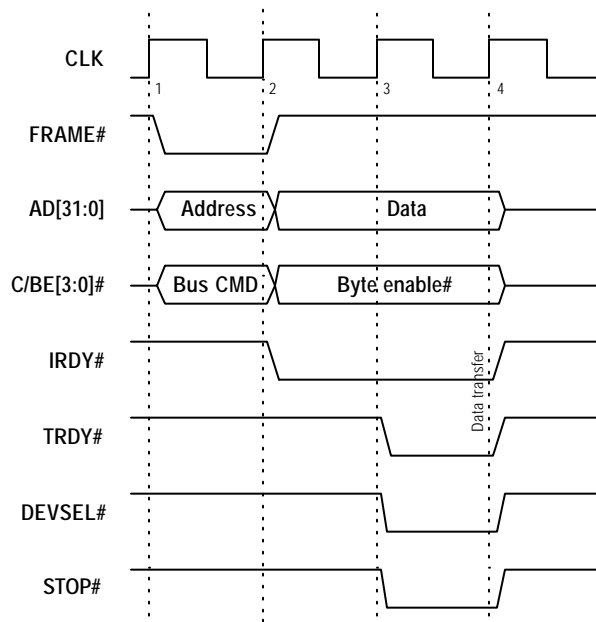 CLK
1 2 3 4
FRAME#
AD[31:0] Address Data
C/BE[3:0]# Bus CMD Byte enable#
IRDY#
Data transfer
TRDY#
DEVSEL#
STOP#